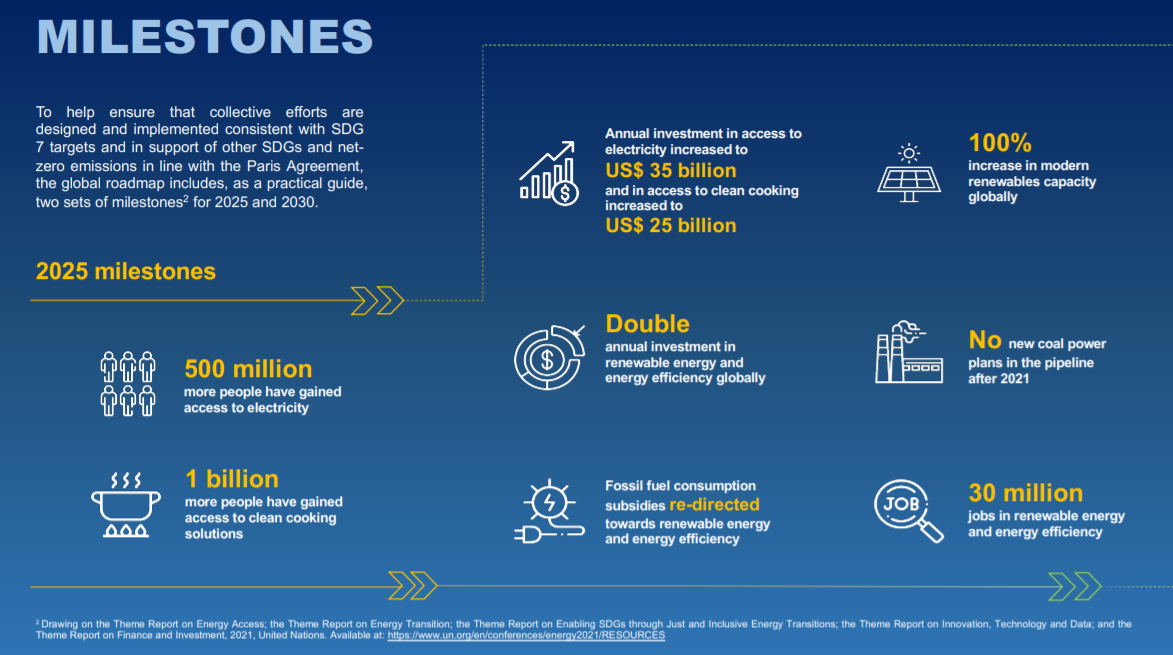 MILESTONES
To help ensure that collective efforts are
designed and implemented consistent with SDG
7 targets and in support of other SDGs and net-
zero emissions in line with the Paris Agreement,
the global roadmap includes, as a practical guide,
two sets of milestones² for 2025 and 2030.
2025 milestones
500 million
more people have gained
access to electricity
1 billion
more people have gained
access to clean cooking
solutions
Annual investment in access to
electricity increased to
US$ 35 billion
and in access to clean cooking
increased to
US$ 25 billion
Double
annual investment in
renewable energy and
energy efficiency globally
Fossil fuel consumption
subsidies re-directed
towards renewable energy
and energy efficiency
100%
increase in modern
renewables capacity
globally
No new coal power
plans in the pipeline
after 2021
JOB
30 million
jobs in renewable energy
and energy efficiency
² Drawing on the Theme Report on Energy Access; the Theme Report on Energy Transition; the Theme Report on Enabling SDGs through Just and Inclusive Energy Transitions; the Theme Report on Innovation, Technology and Data; and the
Theme Report on Finance and Investment, 2021, United Nations. Available at: https://www.un.org/en/conferences/energy2021/RESOURCES